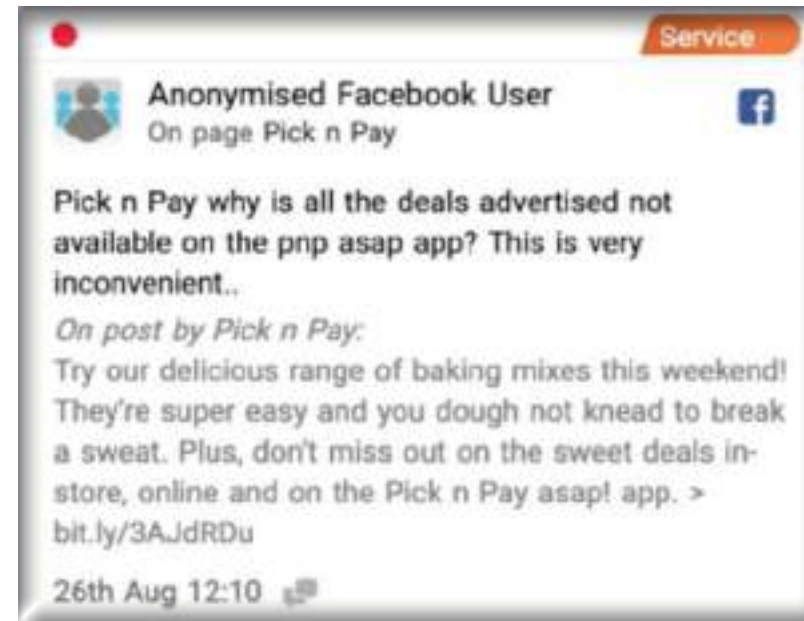 Service
Anonymised Facebook User
On page Pick n Pay
Pick n Pay why is all the deals advertised not
available on the pnp asap app? This is very
inconvenient..
On post by Pick n Pay:
Try our delicious range of baking mixes this weekend!
They're super easy and you dough not knead to break
a sweat. Plus, don't miss out on the sweet deals in-
store, online and on the Pick n Pay asap! app. >
bit.ly/3AJdRDu
26th Aug 12:10